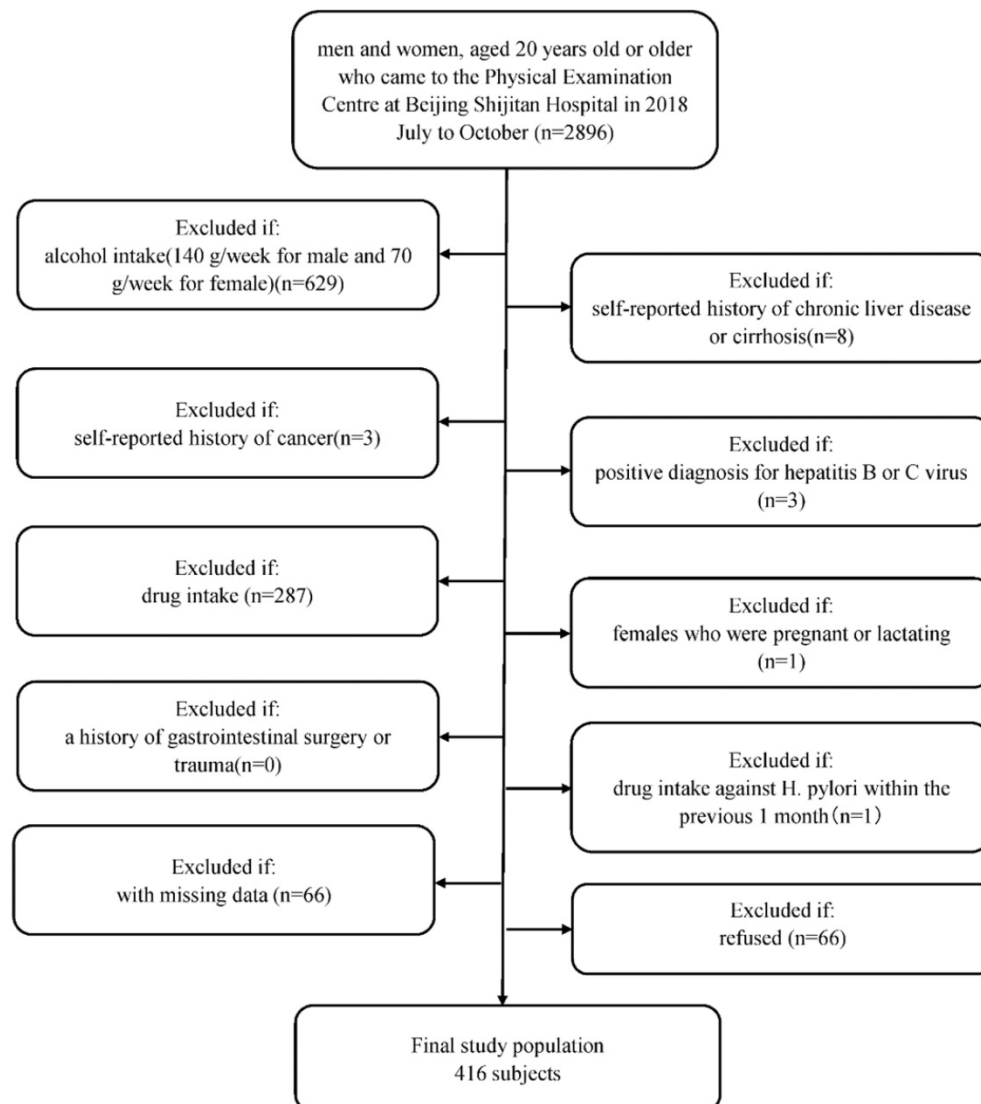 men and women, aged 20 years old or older
who came to the Physical Examination
Centre at Beijing Shijitan Hospital in 2018
July to October (n=2896)
Excluded if:
alcohol intake(140 g/week for male and 70
g/week for female)(n=629)
Excluded if:
self-reported history of chronic liver disease
or cirrhosis(n=8)
Excluded if:
self-reported history of cancer(n=3)
Excluded if:
positive diagnosis for hepatitis B or C virus
(n=3)
Excluded if:
drug intake (n=287)
Excluded if:
females who were pregnant or lactating
(n=1)
Excluded if:
a history of gastrointestinal surgery or
trauma(n=0)
Excluded if:
drug intake against H. pylori within the
previous 1 month(n=1)
Excluded if:
with missing data (n=66)
Excluded if:
refused (n=66)
Final study population
416 subjects